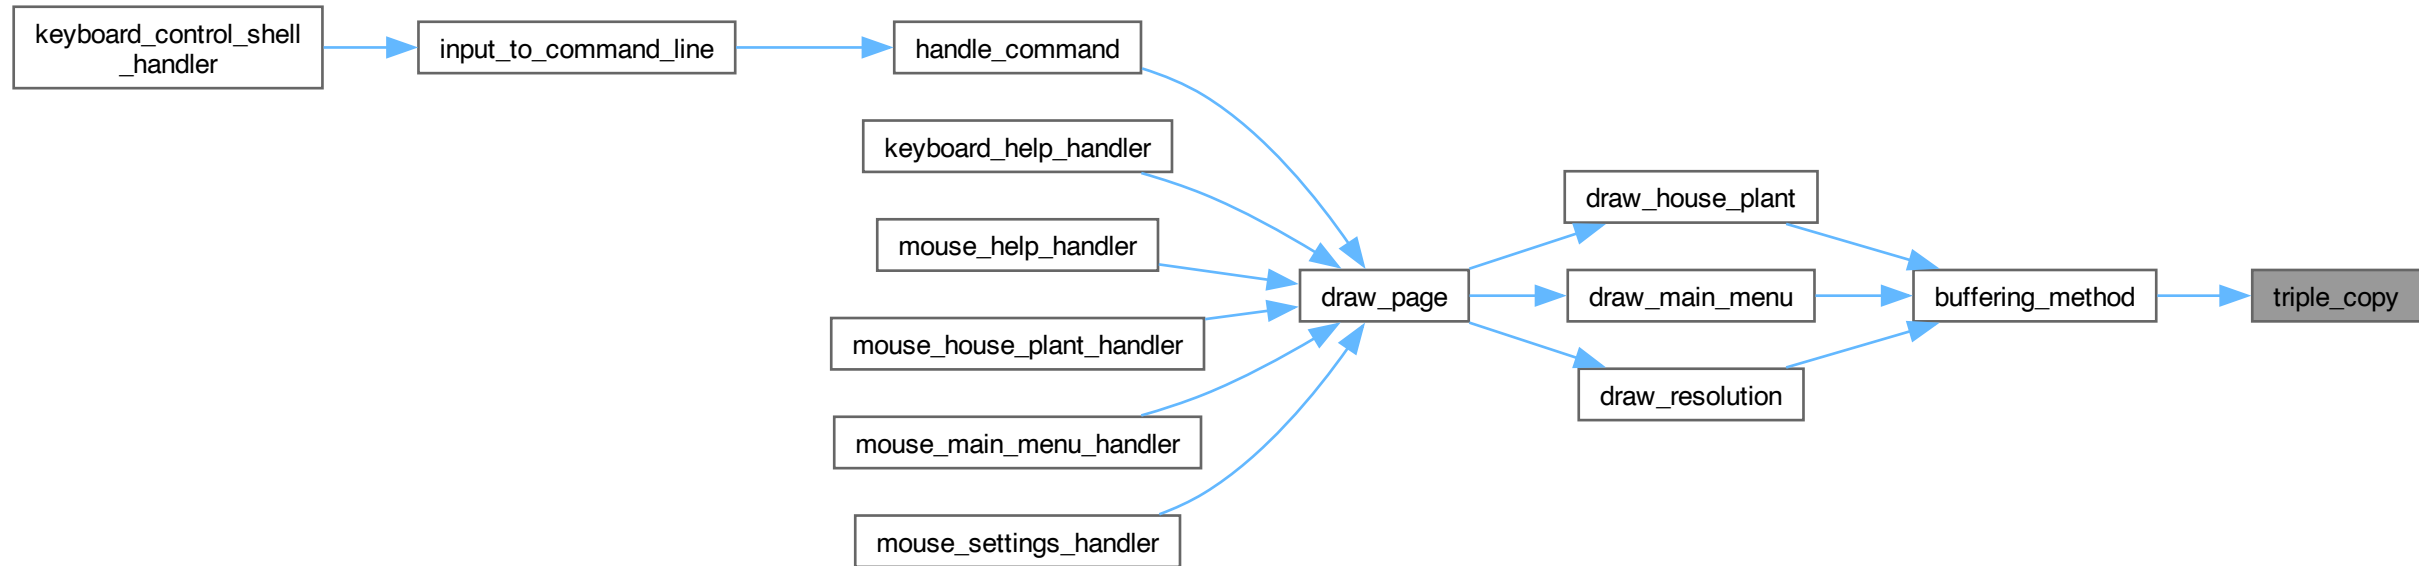 keyboard_control_shell
_handler
input_to_command_line
handle_command
keyboard_help_handler
mouse_help_handler
mouse_house_plant_handler
mouse_main_menu_handler
mouse_settings_handler
draw_page
draw_house_plant
draw_main_menu
draw_resolution
buffering_method
triple_copy